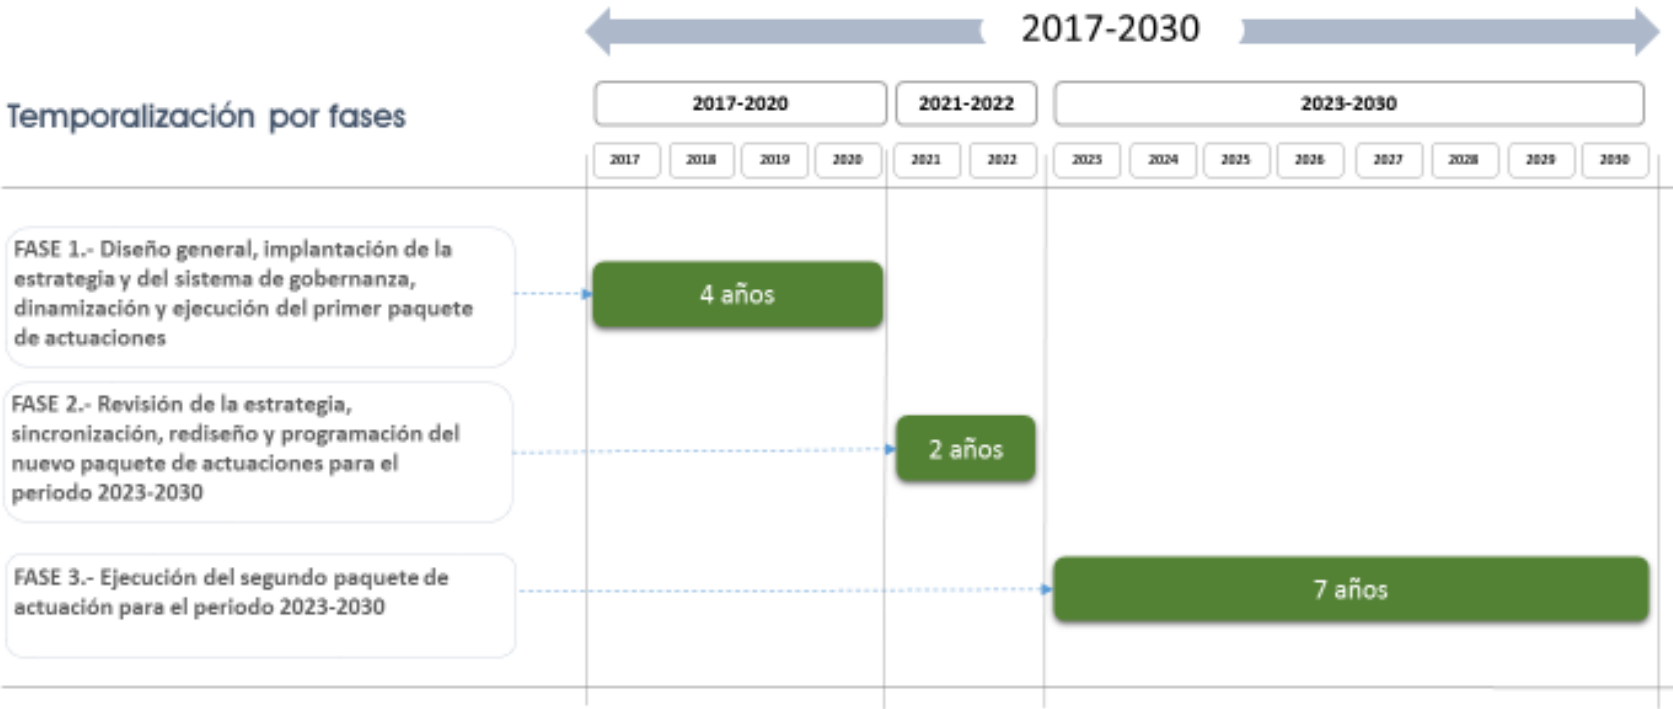 2017-2030
Temporalización por fases
2017-2020
2021-2022
2023-2030
2017
2018
2019
2020
2021
2022
2023
2024
2025
2026
2027
2028
2029
2030
FASE 1.- Diseño general, implantación de la
estrategia y del sistema de gobernanza,
dinamización y ejecución del primer paquete
de actuaciones
4 años
FASE 2.- Revisión de la estrategia,
sincronización, rediseño y programación del
nuevo paquete de actuaciones para el
periodo 2023-2030
2 años
FASE 3.- Ejecución del segundo paquete de
actuación para el periodo 2023-2030
7 años